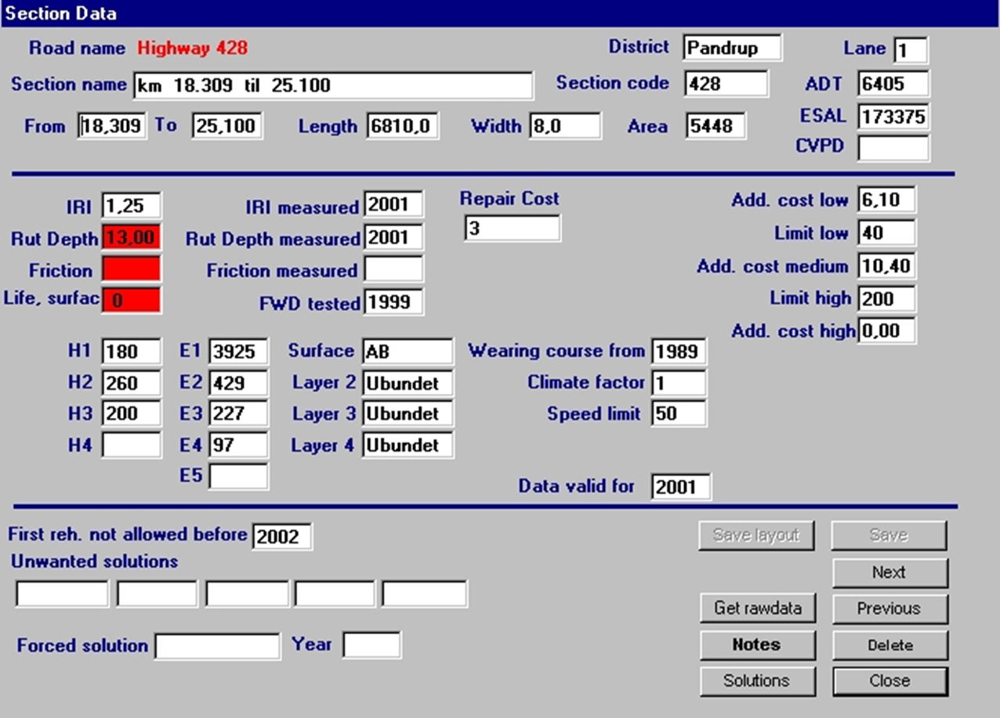 Section Data
Road name Highway 428 District Pandrup Lane 1
Section name km 18.309 til 25.100 Section code 428 ADT 6405
From 18,309 To 25,100 Length 6810,0 Width 8,0 Area 5448 ESAL 173375
CVPD
IRI 1,25 IRI measured 2001 Repair Cost Add. cost low 6,10
Rut Depth 13,00 Rut Depth measured 2001 3 Limit low 40
Friction Friction measured Add. cost medium 10,40
Life, surfac 0 FWD tested 1999 Limit high 200
Add. cost high 0,00
H1 180 E1 3925 Surface AB Wearing course from 1989
H2 260 E2 429 Layer 2 Ubundet Climate factor 1
H3 200 E3 227 Layer 3 Ubundet Speed limit 50
H4 E4 97 Layer 4 Ubundet
E5 Data valid for 2001
First reh. not allowed before 2002 Save layout Save
Unwanted solutions Next
Get rawdata Previous
Forced solution Year Notes Delete
Solutions Close